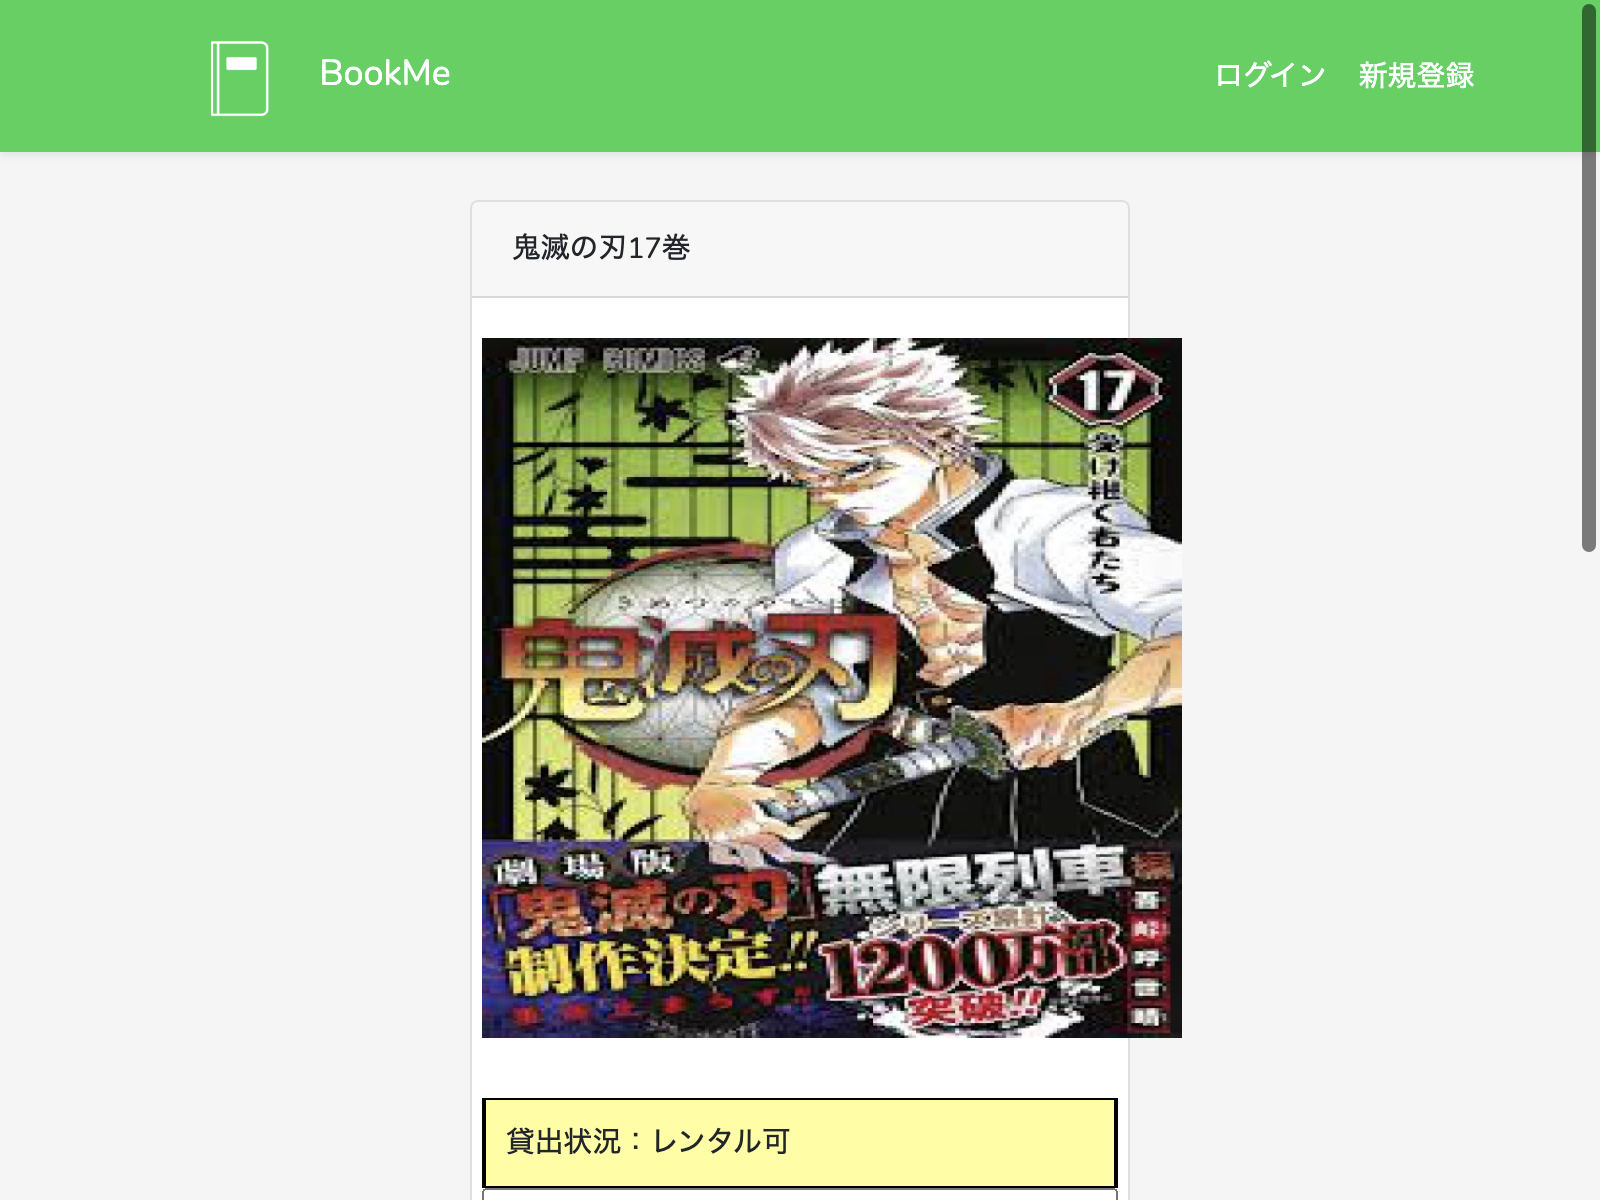 BookMe
ログイン 新規登録
鬼滅の刃17巻
JUMP COMICS
17
受け継ぐ者たち
きめつのやいば
鬼滅の刃
劇場版
「鬼滅の刃」
無限列車編
制作決定!!
シリーズ累計
1200万部
突破!!
吾峠呼世晴
貸出状況：レンタル可